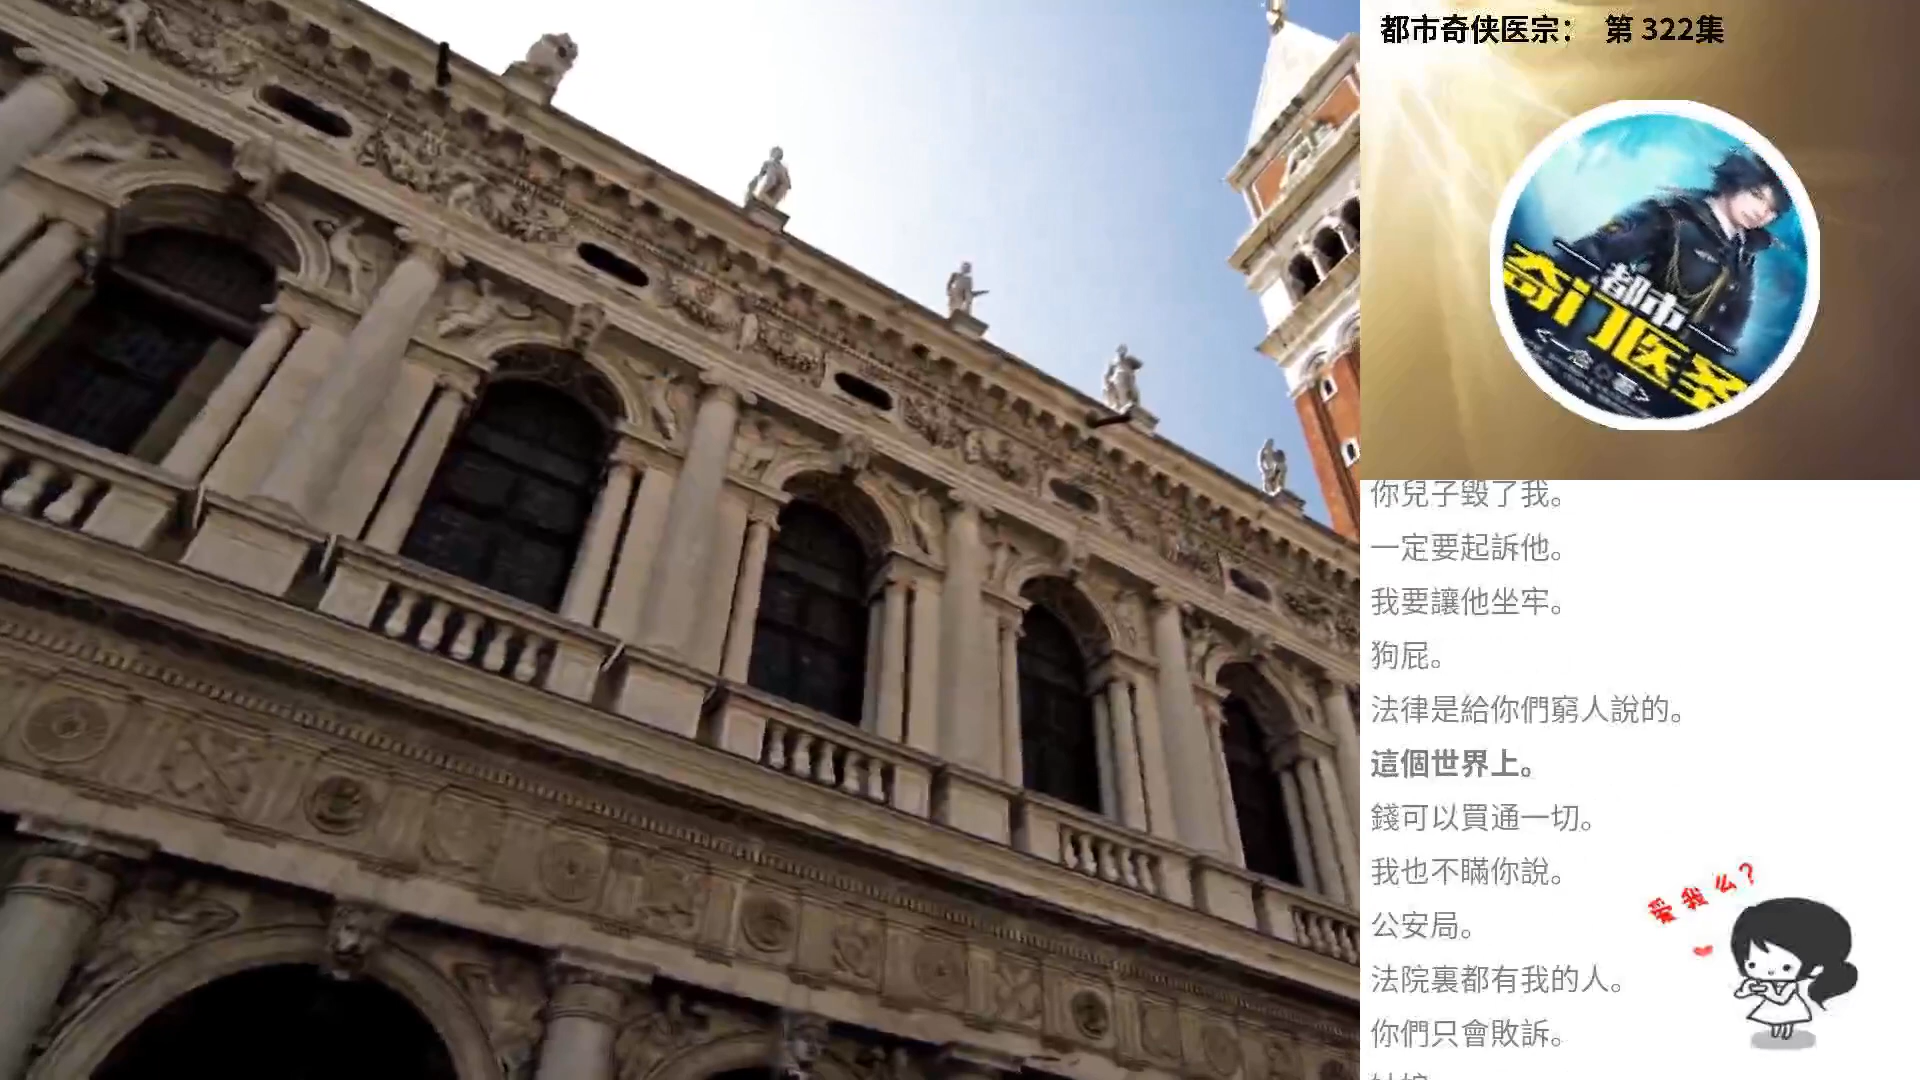 都市奇侠医宗： 第 322集
都市
奇门医圣
你兒子毀了我。
一定要起訴他。
我要讓他坐牢。
狗屁。
法律是給你們窮人說的。
這個世界上。
錢可以買通一切。
我也不瞞你說。
公安局。
法院裏都有我的人。
你們只會敗訴。
爱我么？